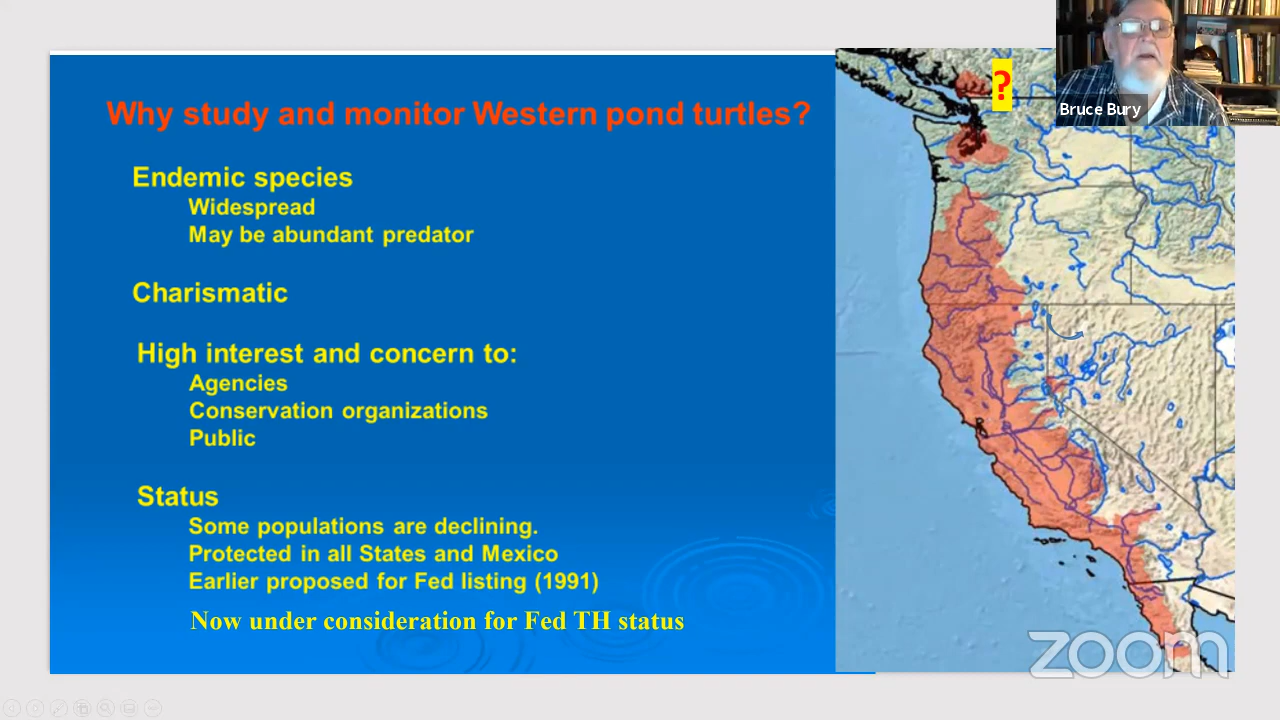 Why study and monitor Western pond turtles?
Endemic species
Widespread
May be abundant predator
Charismatic
High interest and concern to:
Agencies
Conservation organizations
Public
Status
Some populations are declining.
Protected in all States and Mexico
Earlier proposed for Fed listing (1991)
Now under consideration for Fed TH status
?
Bruce Bury
zoom